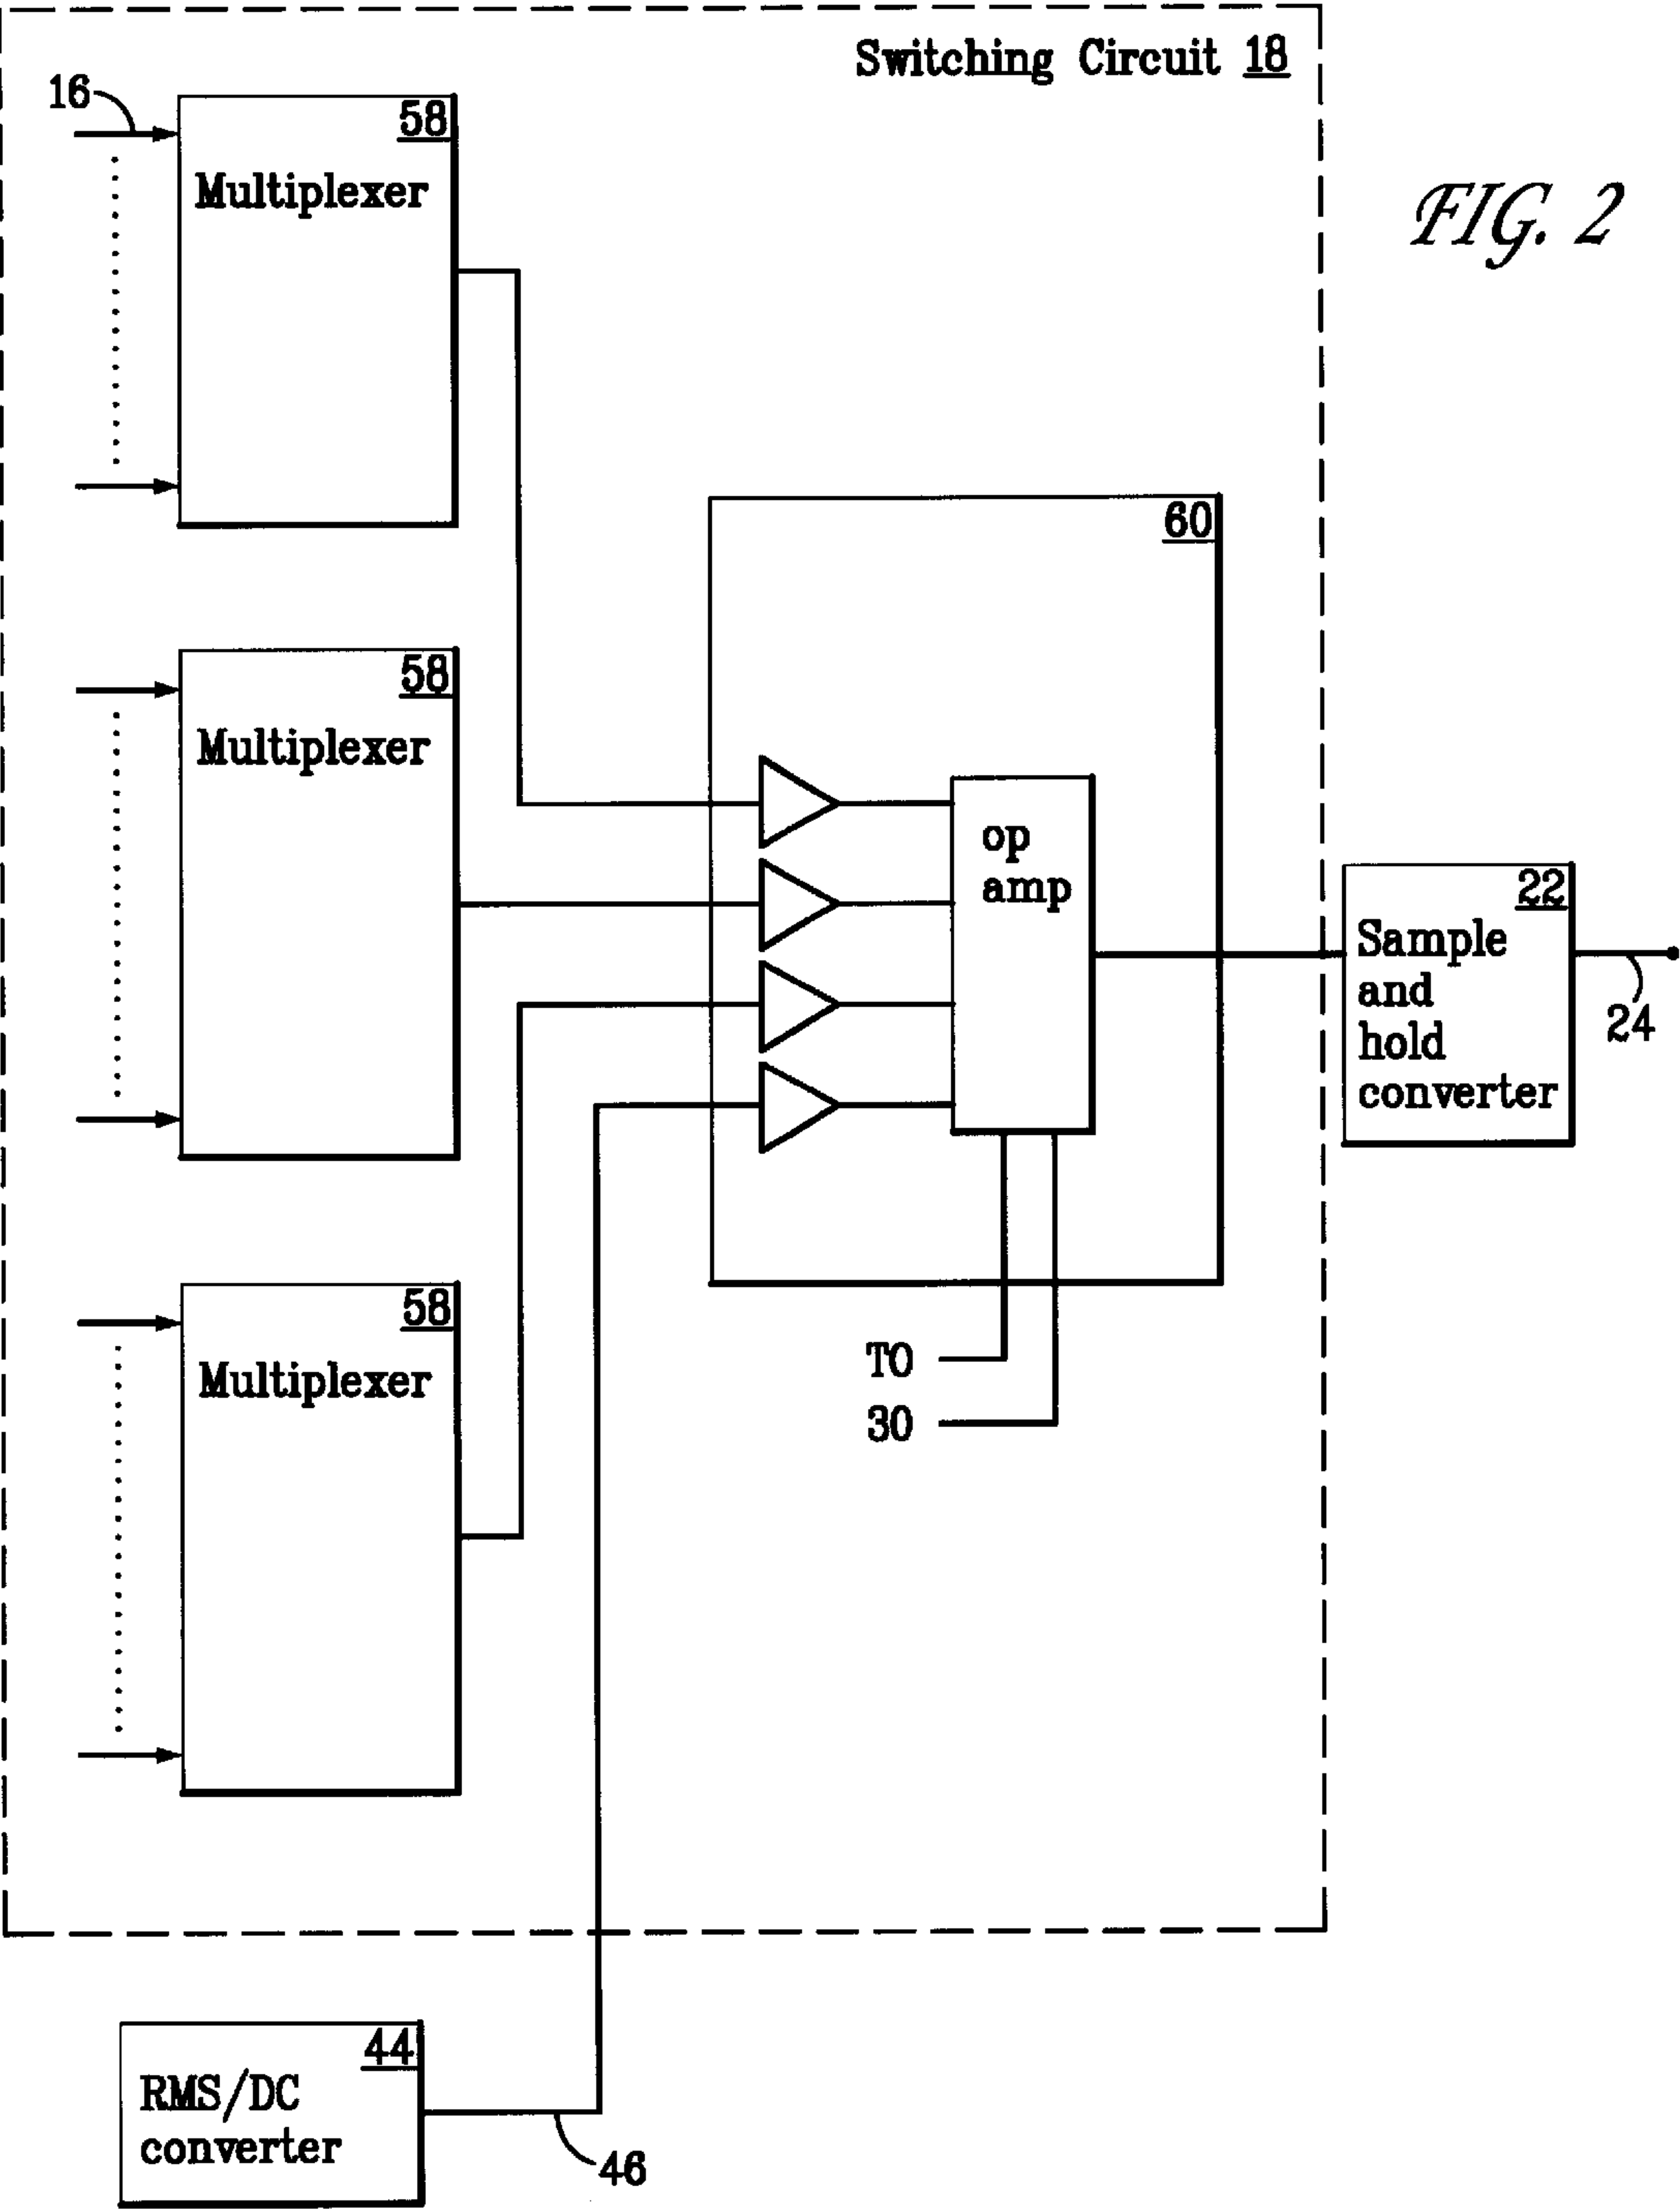 Switching Circuit 18
16
58
Multiplexer
FIG. 2
60
58
Multiplexer
op
amp
22
Sample
and
hold
converter
24
58
Multiplexer
TO
30
44
RMS/DC
converter
46